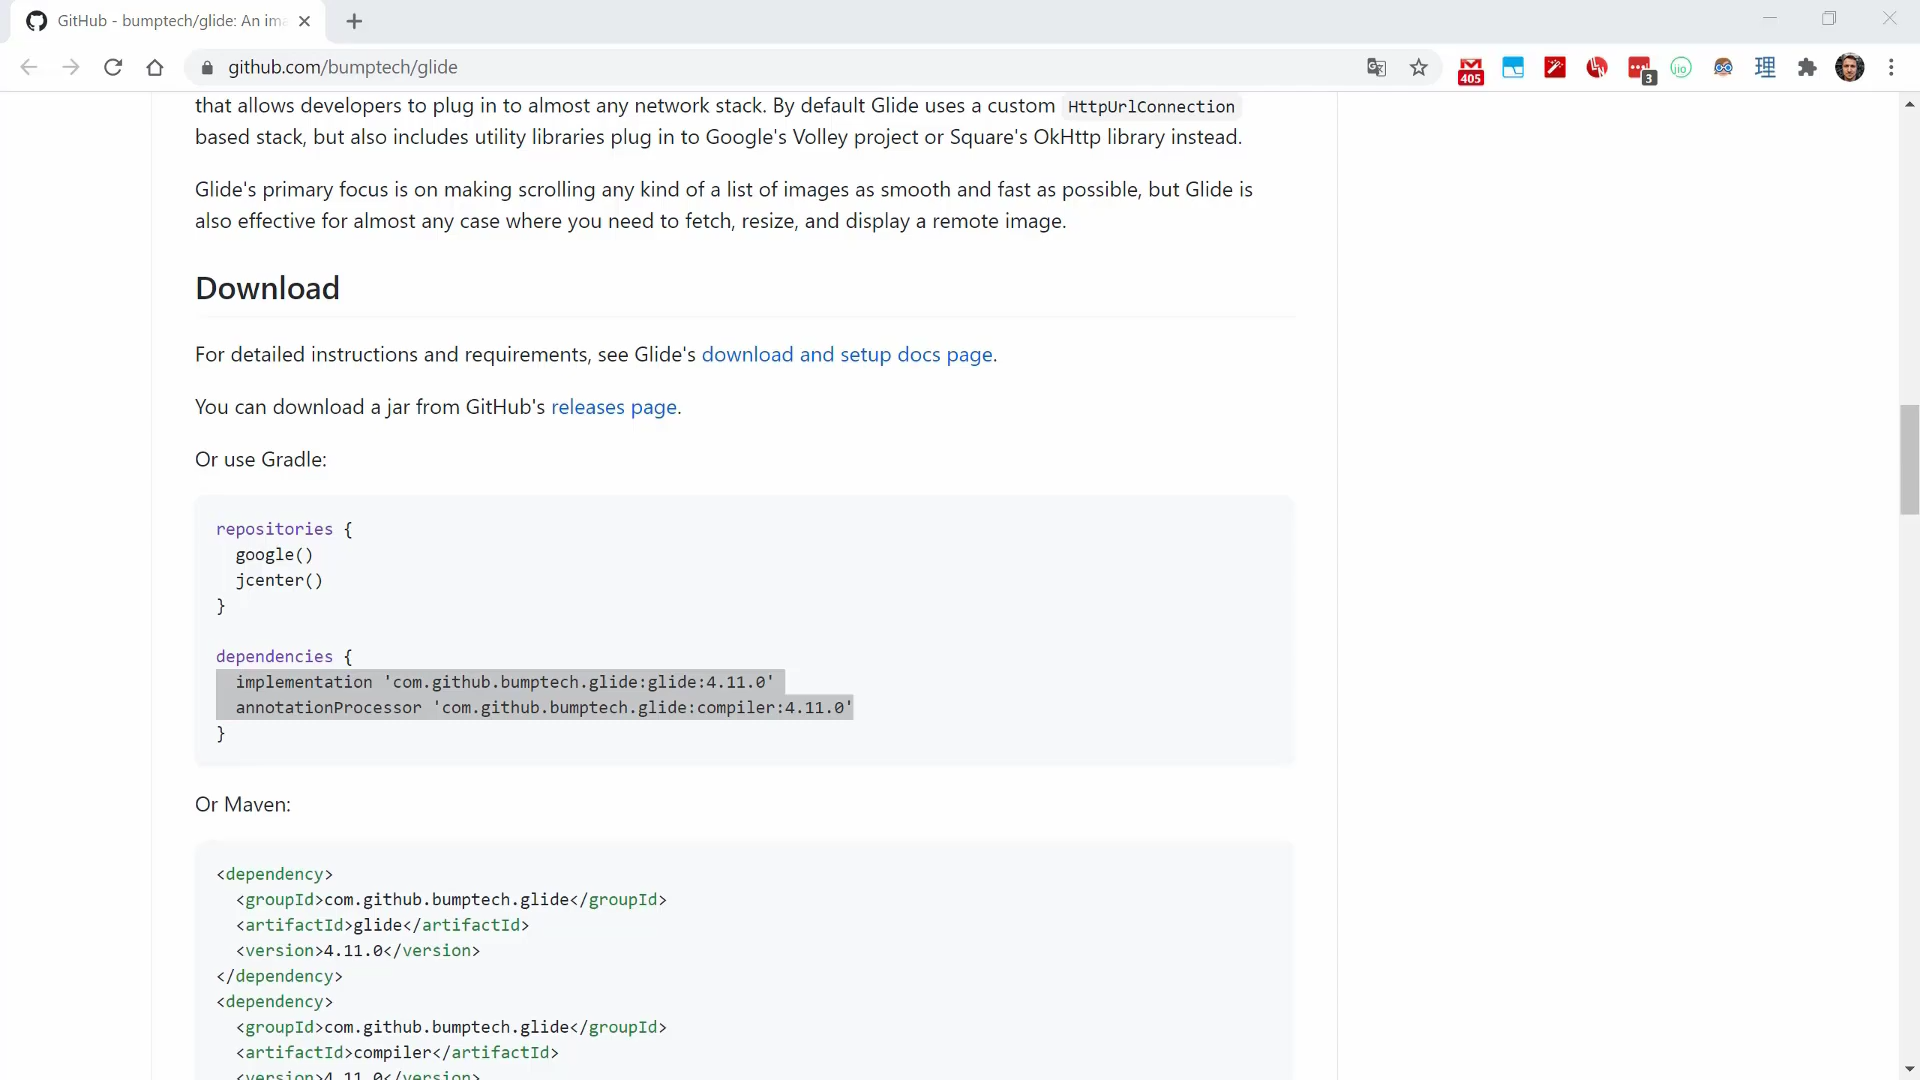 GitHub - bumptech/glide: An ima
github.com/bumptech/glide
405
3
理
that allows developers to plug in to almost any network stack. By default Glide uses a custom HttpUrlConnection
based stack, but also includes utility libraries plug in to Google's Volley project or Square's OkHttp library instead.
Glide's primary focus is on making scrolling any kind of a list of images as smooth and fast as possible, but Glide is
also effective for almost any case where you need to fetch, resize, and display a remote image.
Download
For detailed instructions and requirements, see Glide's download and setup docs page.
You can download a jar from GitHub's releases page.
Or use Gradle:
repositories {
  google()
  jcenter()
}
dependencies {
  implementation 'com.github.bumptech.glide:glide:4.11.0'
  annotationProcessor 'com.github.bumptech.glide:compiler:4.11.0'
}
Or Maven:
<dependency>
  <groupId>com.github.bumptech.glide</groupId>
  <artifactId>glide</artifactId>
  <version>4.11.0</version>
</dependency>
<dependency>
  <groupId>com.github.bumptech.glide</groupId>
  <artifactId>compiler</artifactId>
  <version>4.11.0</version>